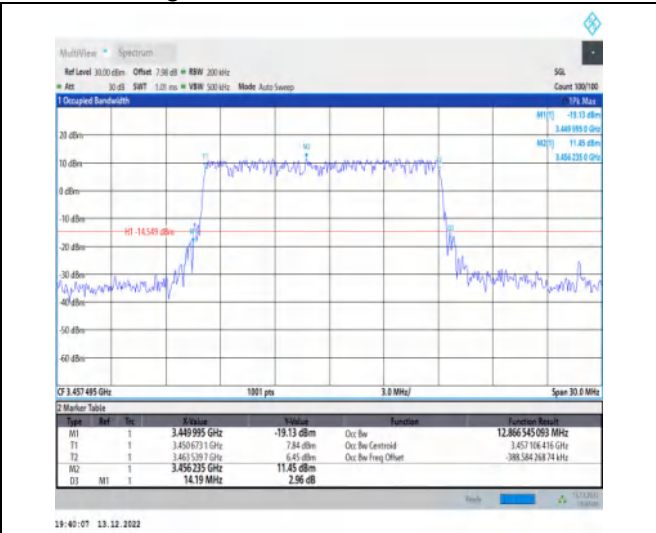 MultiView Spectrum
Ref Level 30.00 dBm Offset 7.98 dB RBW 200 kHz SGL
Att 30 dB SWT 1.01 ms VBW 500 kHz Mode Auto Sweep Count 100/100
1 Occupied Bandwidth 1Pk Max
M1[1] -19.13 dBm
3.449 995 0 GHz
M2[1] 11.45 dBm
3.456 235 0 GHz
20 dBm
M2
T1
10 dBm
0 dBm
-10 dBm
H1 -14.549 dBm
-20 dBm
-30 dBm
-40 dBm
-50 dBm
-60 dBm
CF 3.457 495 GHz 1001 pts 3.0 MHz/ Span 30.0 MHz
2 Marker Table
Type Ref Trc X-Value Y-Value Function Function Result
M1 1 3.449 995 GHz -19.13 dBm Occ Bw 12.866 545 093 MHz
T1 1 3.450 673 1 GHz 7.84 dBm Occ Bw Centroid 3.457 106 416 GHz
T2 1 3.463 539 7 GHz 6.45 dBm Occ Bw Freq Offset -388.584 268 74 kHz
M2 1 3.456 235 GHz 11.45 dBm
D3 M1 1 14.19 MHz 2.96 dB
Ready
19:40:07 13.12.2022